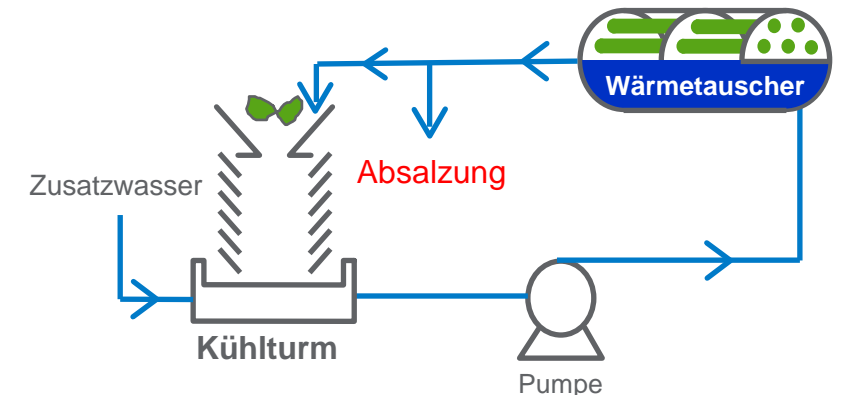 Wärmetauscher
Absalzung
Zusatzwasser
Kühlturm
Pumpe